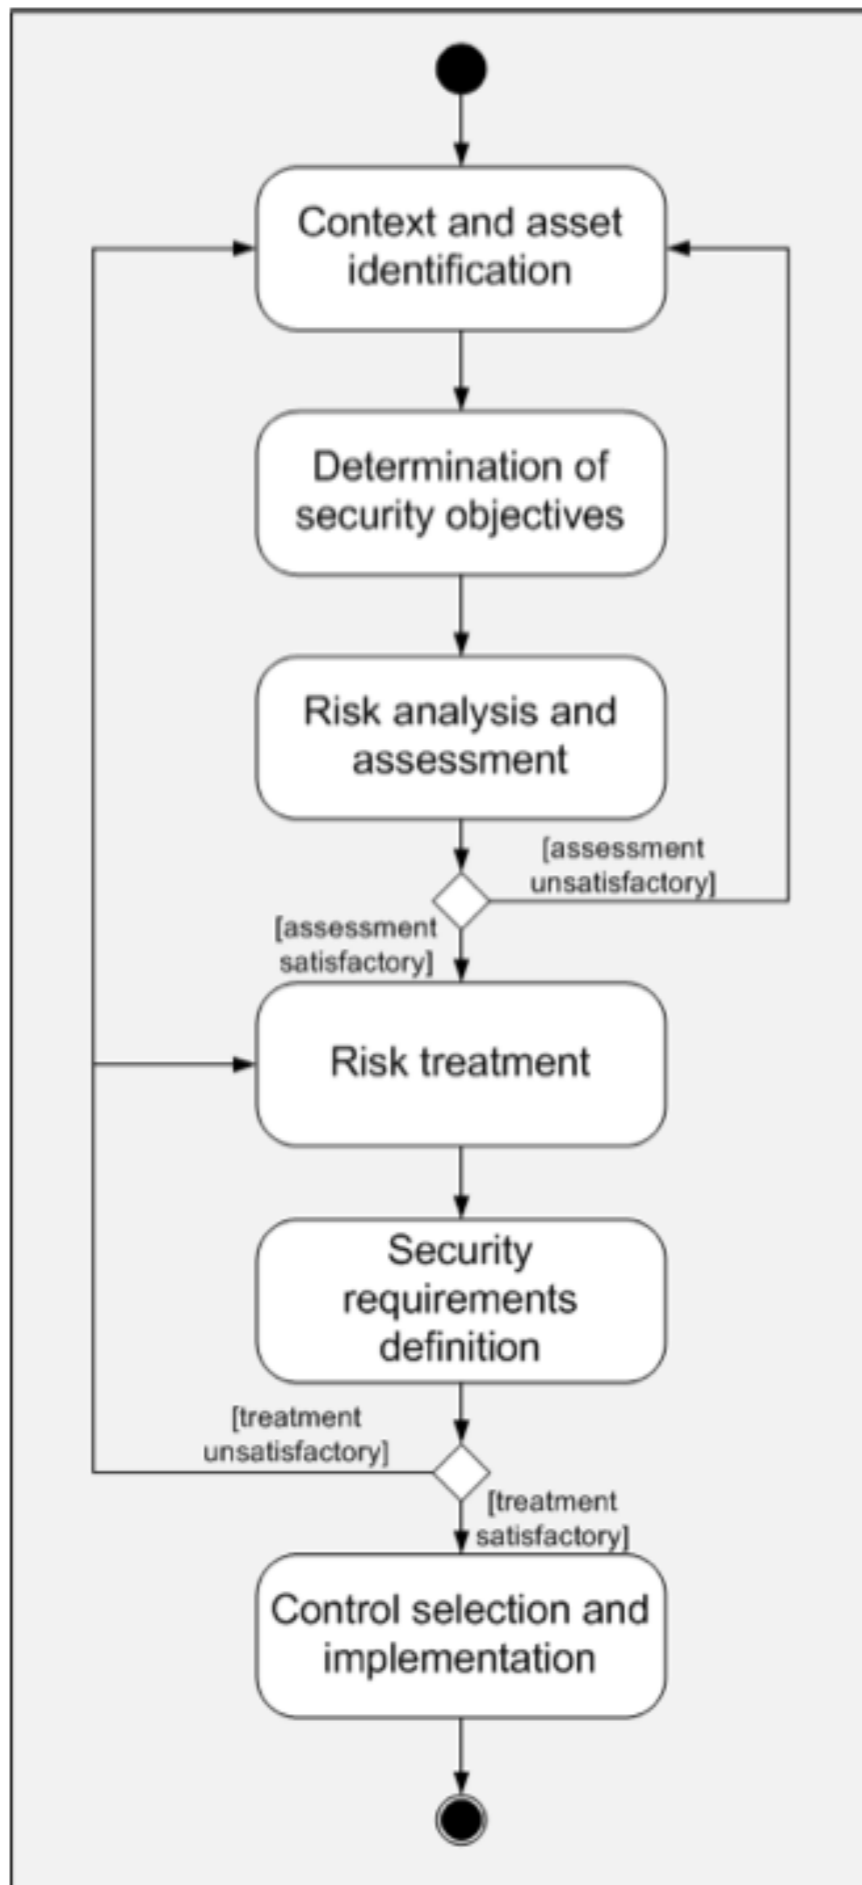 Context and asset
identification
Determination of
security objectives
Risk analysis and
assessment
[assessment
unsatisfactory]
[assessment
satisfactory]
Risk treatment
Security
requirements
definition
[treatment
unsatisfactory]
[treatment
satisfactory]
Control selection and
implementation